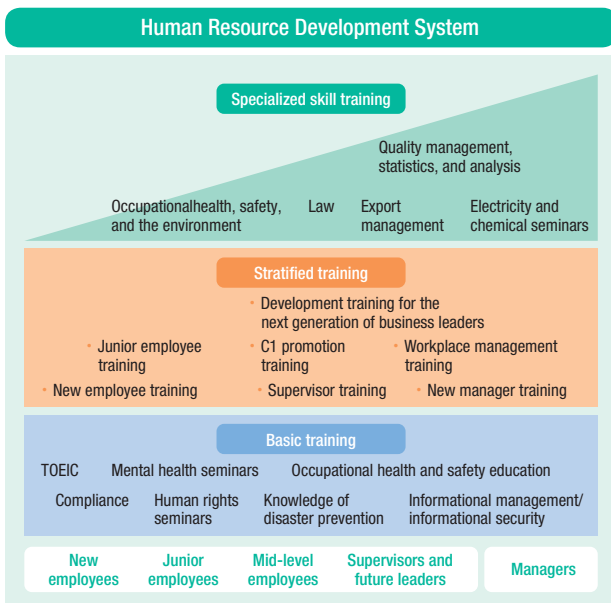 Human Resource Development System
Specialized skill training
Quality management,
statistics, and analysis
Occupationalhealth, safety,
and the environment
Law
Export
management
Electricity and
chemical seminars
Stratified training
・Development training for the
next generation of business leaders
・Junior employee
training
・C1 promotion
training
・Workplace management
training
・New employee training
・Supervisor training
・New manager training
Basic training
TOEIC
Mental health seminars
Occupational health and safety education
Compliance
Human rights
seminars
Knowledge of
disaster prevention
Informational management/
informational security
New
employees
Junior
employees
Mid-level
employees
Supervisors and
future leaders
Managers